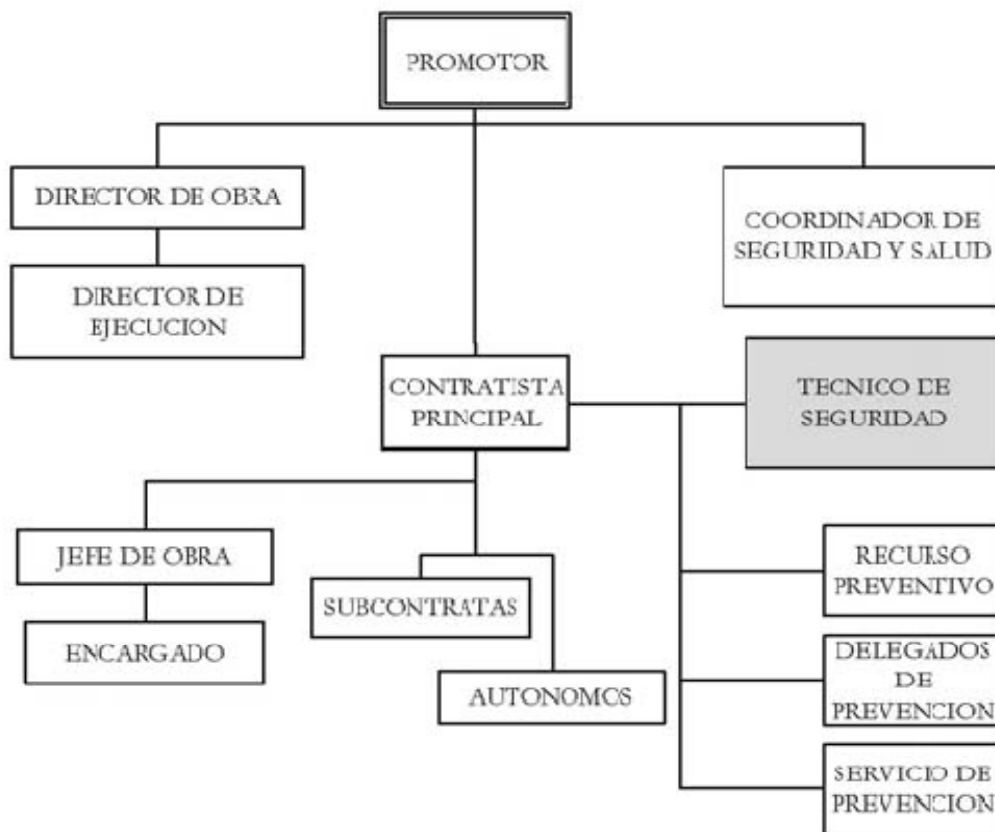 PROMOTOR
DIRECTOR DE OBRA
COORDINADOR DE
SEGURIDAD Y SALUD
DIRECTOR DE
EJECUCION
CONTRATISTA
PRINCIPAL
TECNICO DE
SEGURIDAD
JEFE DE OBRA
ENCARGADO
SUBCONTRATAS
AUTONOMOS
RECURSO
PREVENTIVO
DELEGADOS
DE
PREVENCION
SERVICIO DE
PREVENCION